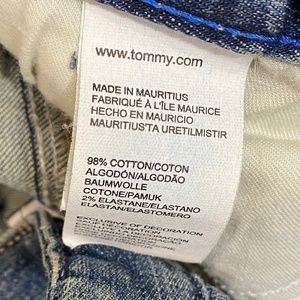 www.tommy.com
MADE IN MAURITIUS
FABRIQUÉ À L'ÎLE MAURICE
HECHO EN MAURICIO
MAURITIUS'TA URETILMISTIR
98% COTTON/COTON
ALGODÓN/ALGODÃO
BAUMWOLLE
COTONE/PAMUK
2% ELASTANE/ELASTANO
ELASTAN/ELASTOMERO
EXCLUSIVE OF DECORATION